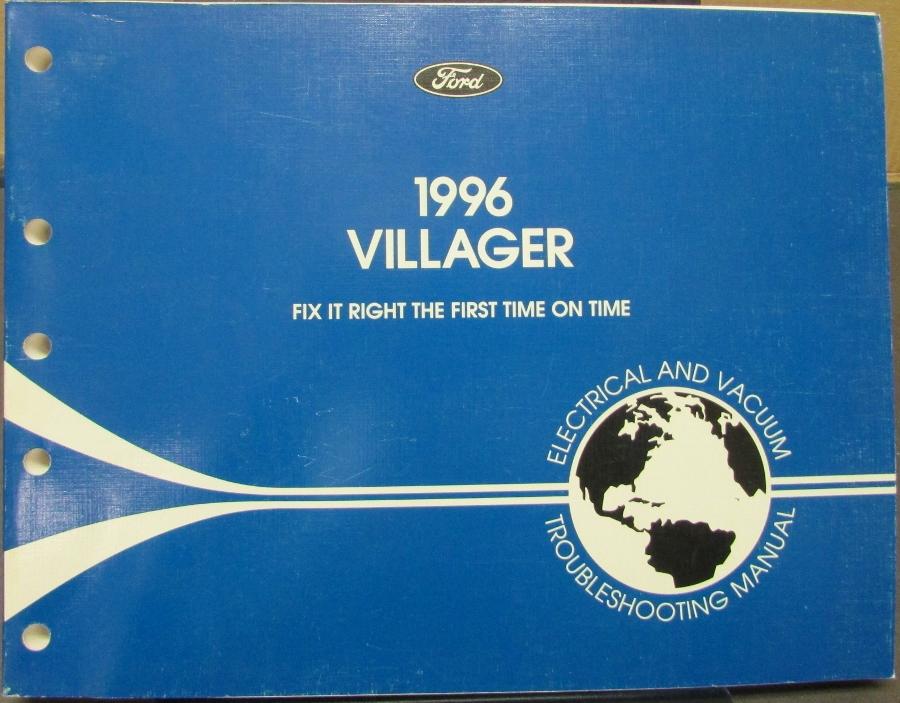 Ford
1996
VILLAGER
FIX IT RIGHT THE FIRST TIME ON TIME
ELECTRICAL AND VACUUM
TROUBLESHOOTING MANUAL